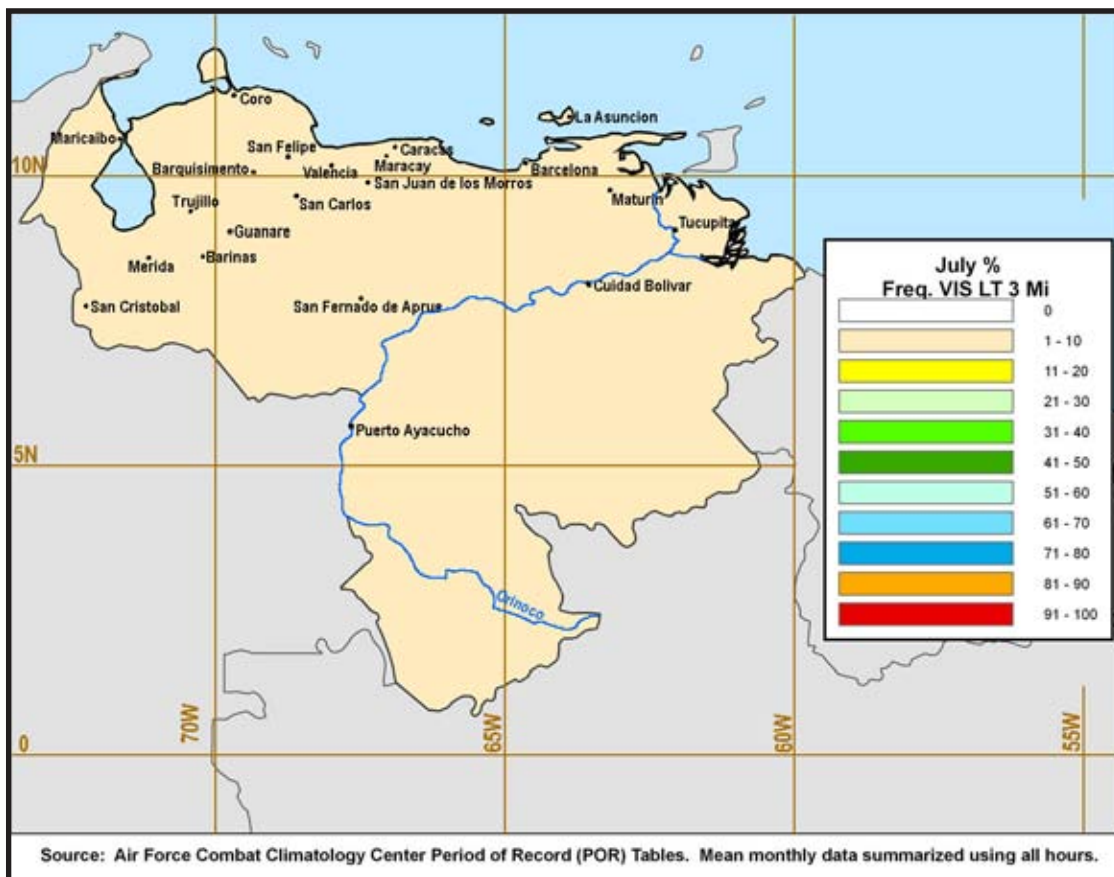 Coro
La Asuncion
Maricaibo
San Felipe
Caracas
10N
Barquisimento
Valencia
Maracay
Barcelona
San Juan de los Morros
Trujillo
San Carlos
Maturin
Guanare
Tucupita
Merida
Barinas
Cuidad Bolivar
San Cristobal
San Fernado de Aprue
Puerto Ayacucho
5N
Orinoco
0
70W
65W
60W
55W
July %
Freq. VIS LT 3 Mi
0
1 - 10
11 - 20
21 - 30
31 - 40
41 - 50
51 - 60
61 - 70
71 - 80
81 - 90
91 - 100
Source: Air Force Combat Climatology Center Period of Record (POR) Tables. Mean monthly data summarized using all hours.